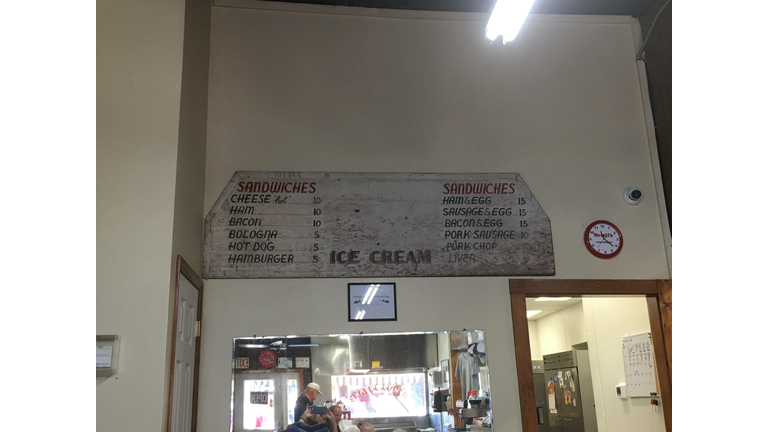 SANDWICHES
CHEESE "Hot" 10
HAM 10
BACON 10
BOLOGNA 5
HOT DOG 5
HAMBURGER 5
ICE CREAM
SANDWICHES
HAM & EGG 15
SAUSAGE & EGG 15
BACON & EGG 15
PORK SAUSAGE 10
PORK CHOP
LIVER